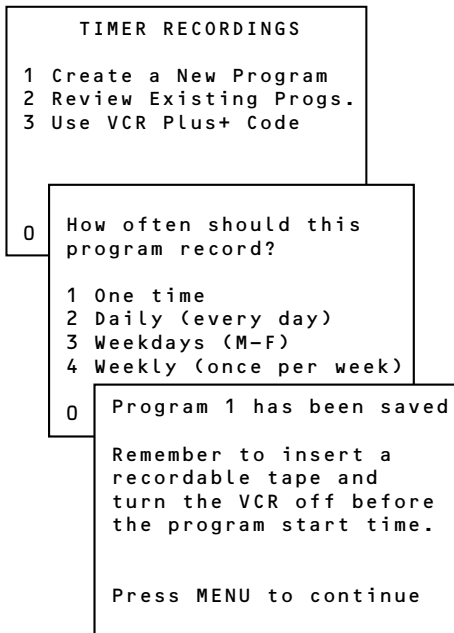 TIMER RECORDINGS
1 Create a New Program
2 Review Existing Progs.
3 Use VCR Plus+ Code
0
How often should this
program record?
1 One time
2 Daily (every day)
3 Weekdays (M–F)
4 Weekly (once per week)
0
Program 1 has been saved
Remember to insert a
recordable tape and
turn the VCR off before
the program start time.
Press MENU to continue